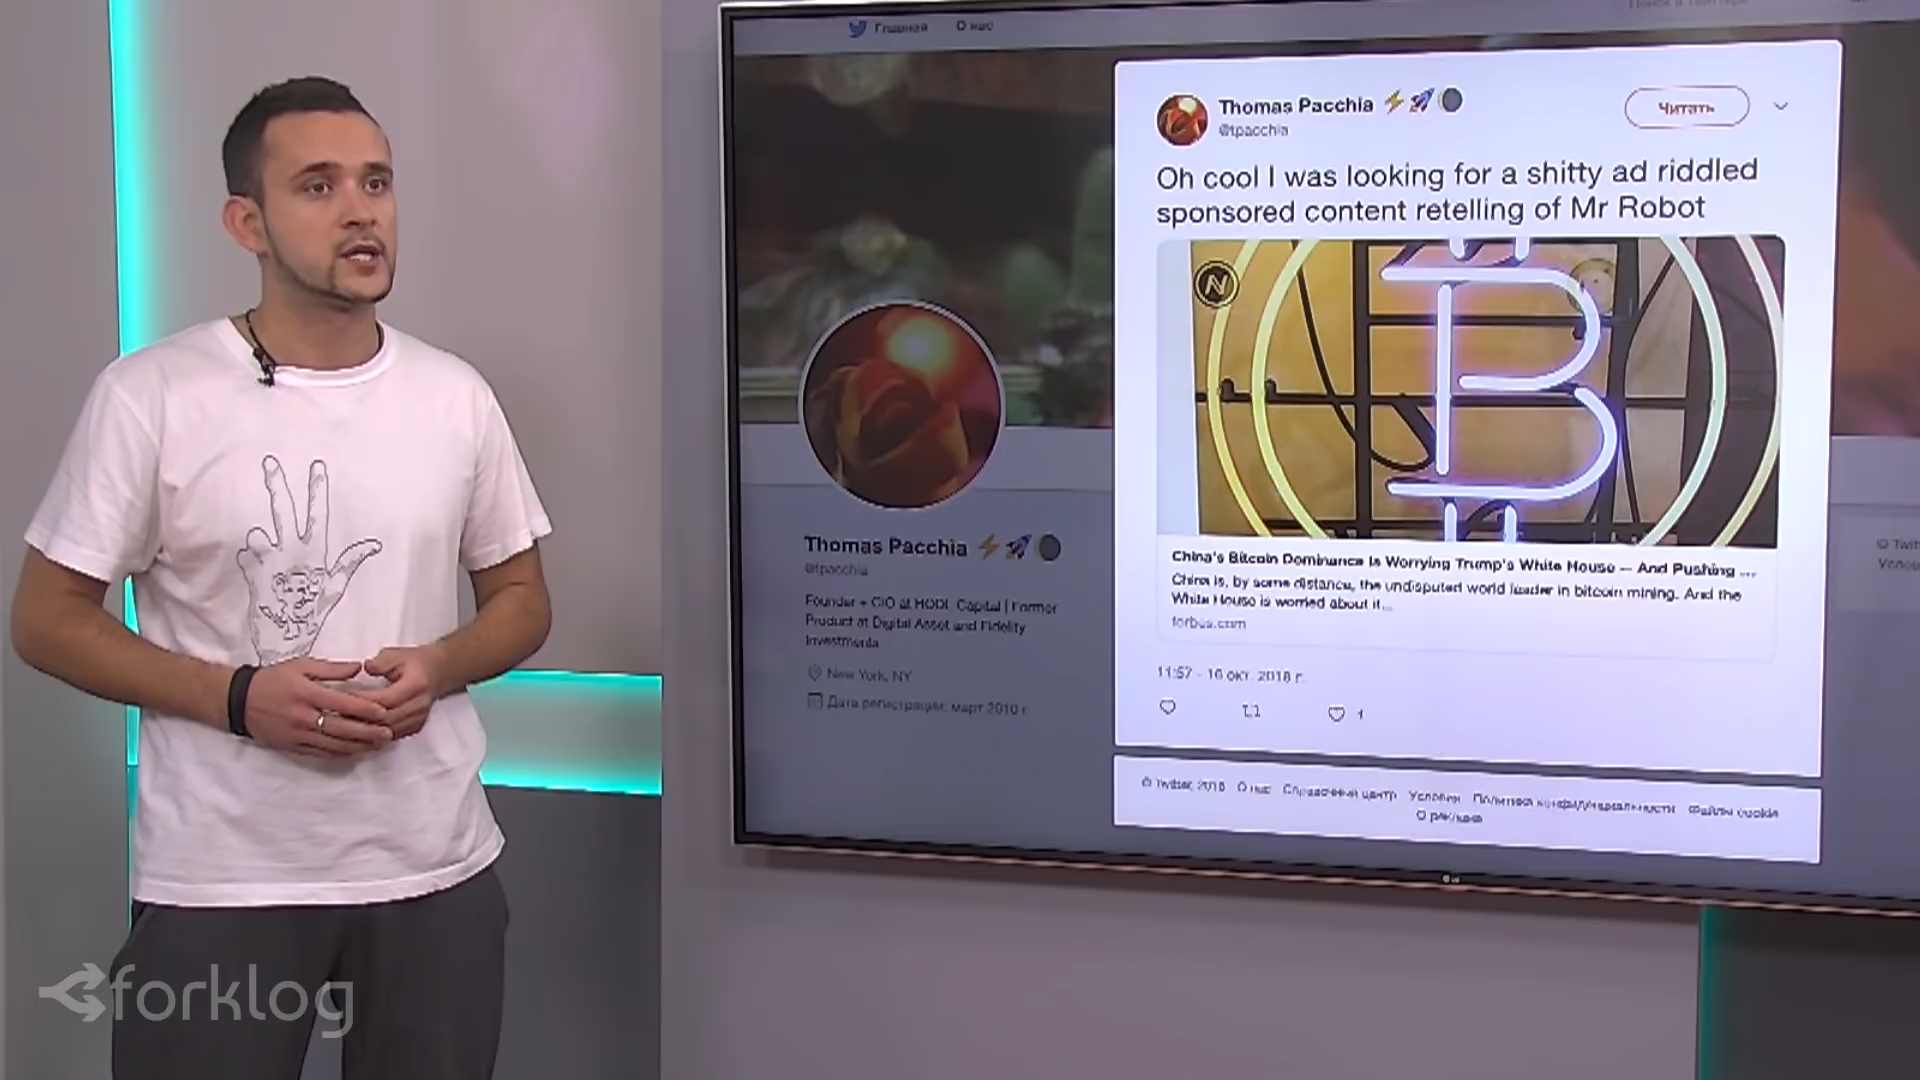 Главная О нас
Thomas Pacchia
@tpacchia
Читать
Oh cool I was looking for a shitty ad riddled
sponsored content retelling of Mr Robot
N
B
China's Bitcoin Dominance Is Worrying Trump's White House — And Pushing ...
China is, by some distance, the undisputed world leader in bitcoin mining. And the
White House is worried about it...
forbes.com
11:57 - 16 окт. 2018 г.
1
Thomas Pacchia
@tpacchia
Founder + CIO at HODL Capital | Former
Product at Digital Asset and Fidelity
Investments
New York, NY
Дата регистрации: март 2010 г.
© Twitter, 2018 О нас Справочный центр Условия Политика конфиденциальности Файлы cookie
О рекламе
© Twit
Услов
LG
forklog